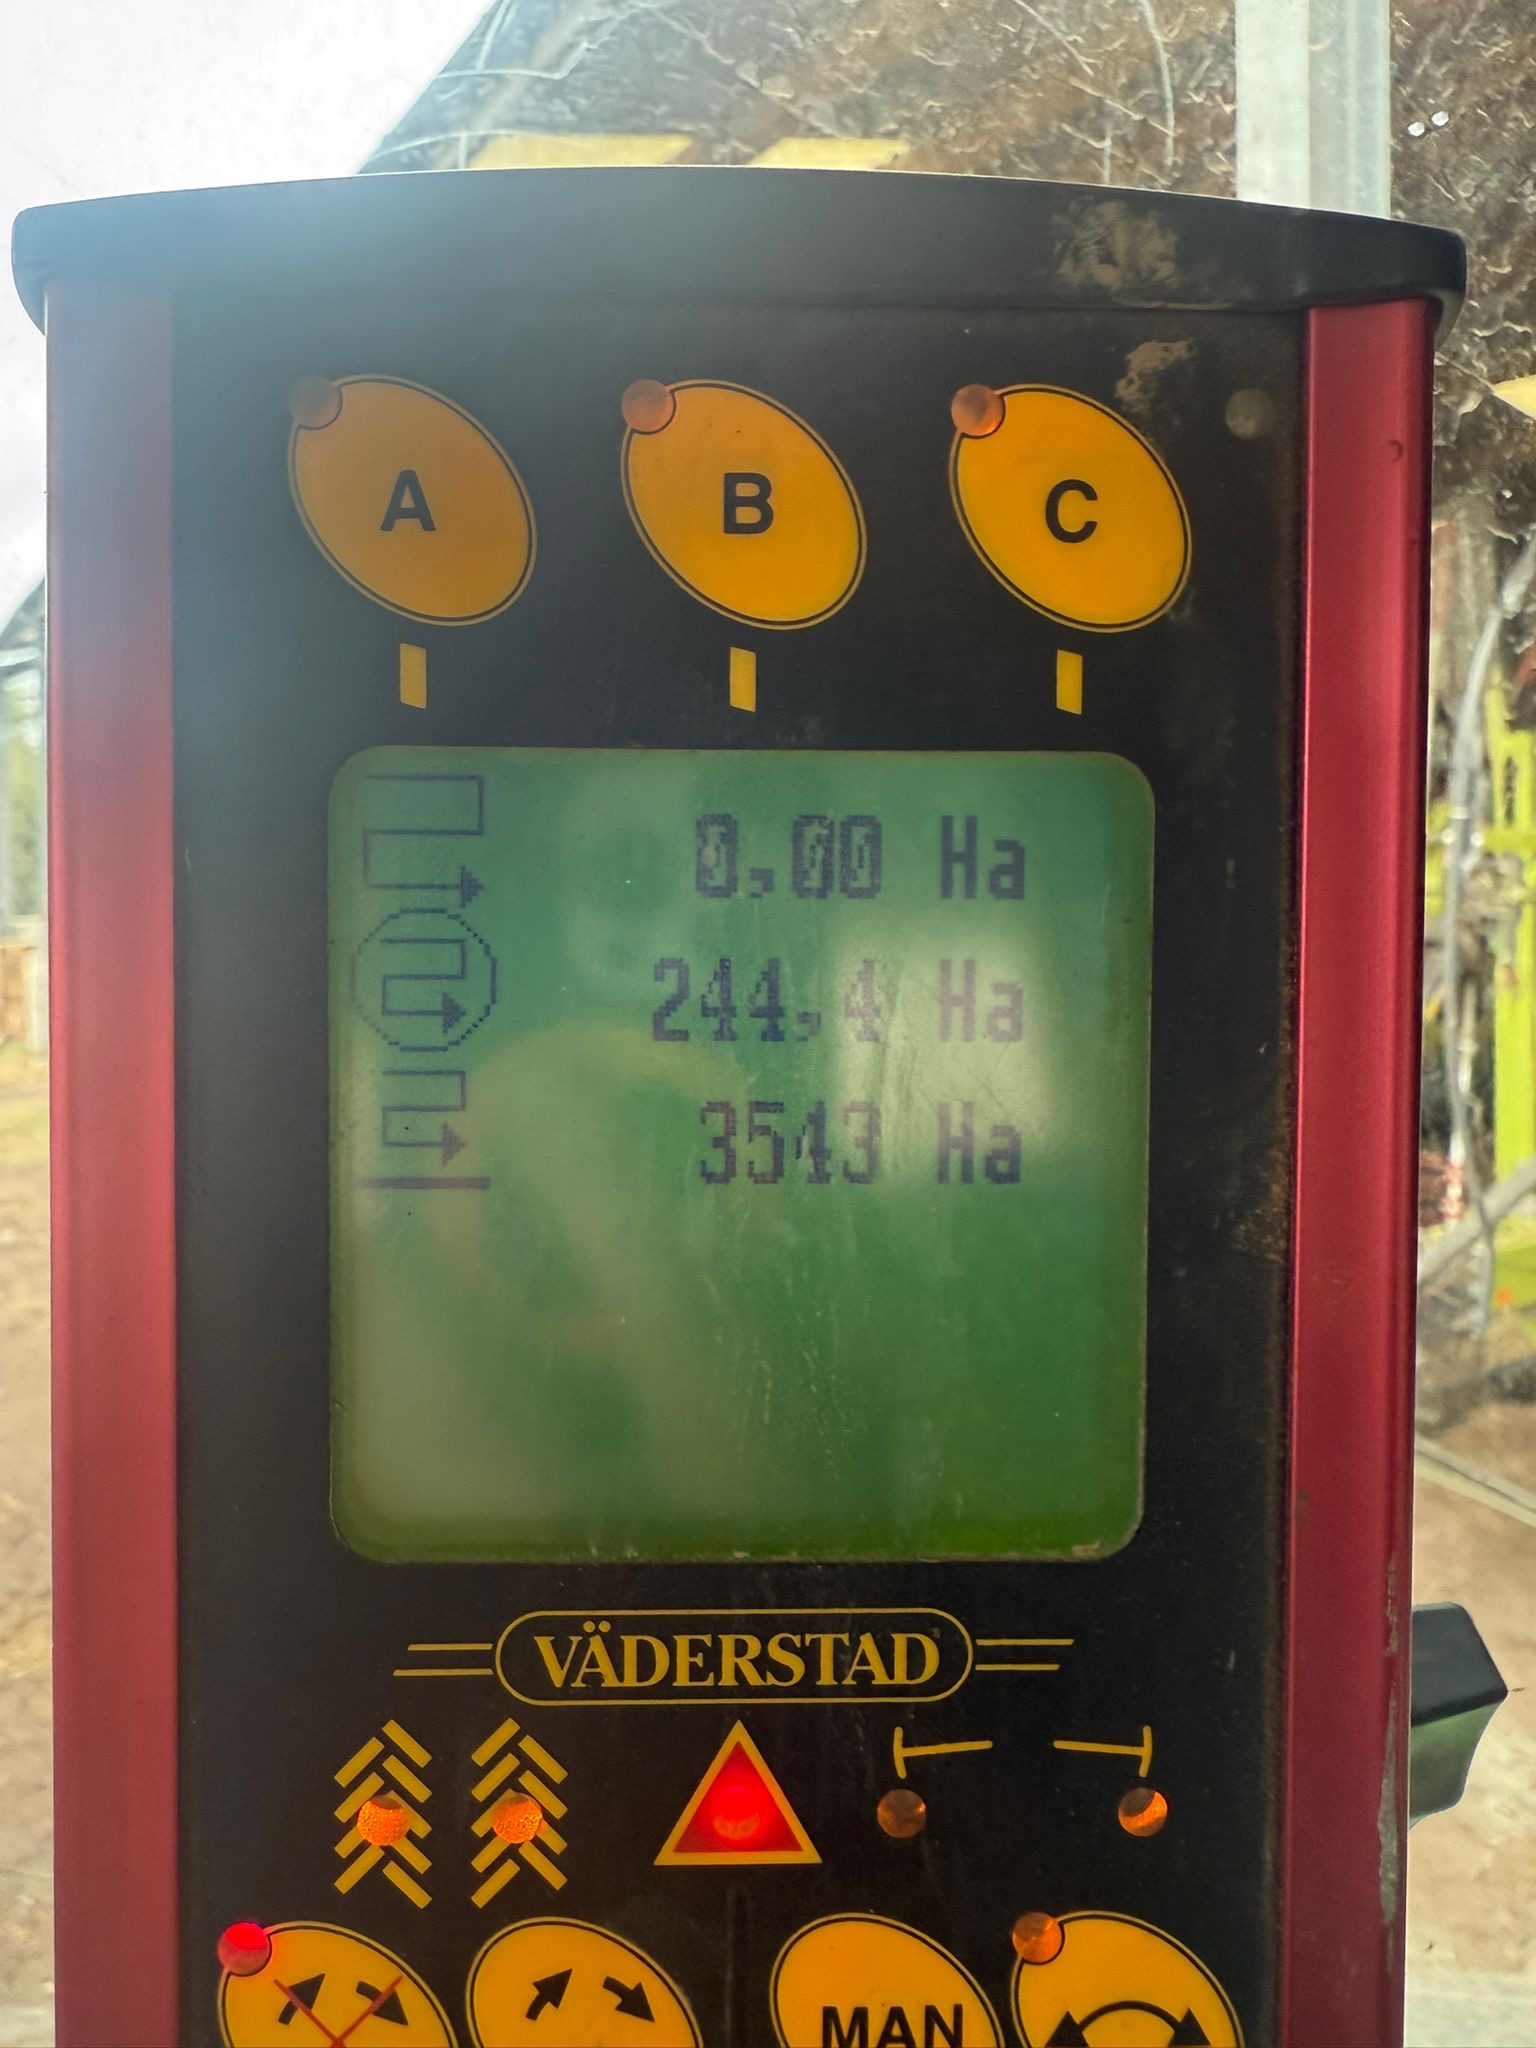 A B C
0,00 Ha
244,4 Ha
3543 Ha
VÄDERSTAD
MAN